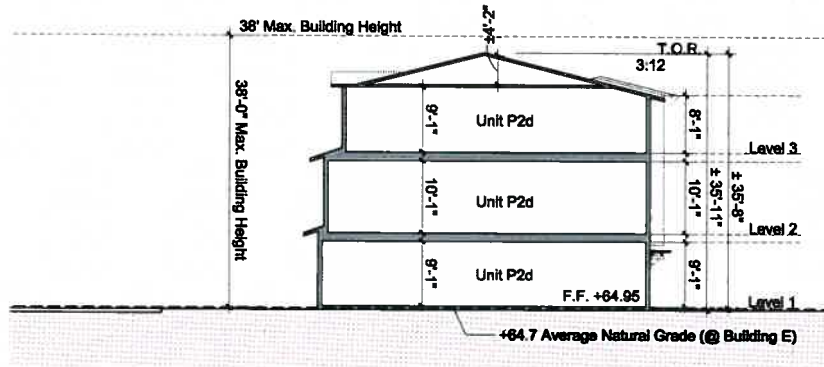 38' Max. Building Height
±4'-2"
T.O.R.
3:12
38'-0" Max. Building Height
9'-1"
Unit P2d
8'-1"
Level 3
10'-1"
Unit P2d
10'-1"
± 35'-11"
± 35'-8"
Level 2
9'-1"
Unit P2d
F.F. +64.95
9'-1"
Level 1
+64.7 Average Natural Grade (@ Building E)